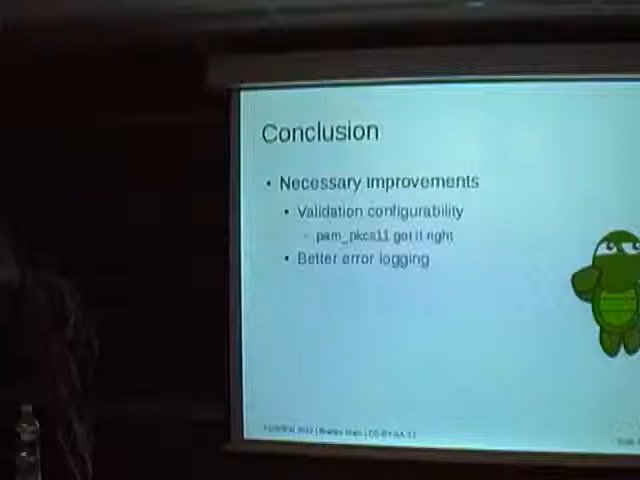 Conclusion
• Necessary improvements
• Validation configurability
– pam_pkcs11 got it right
• Better error logging